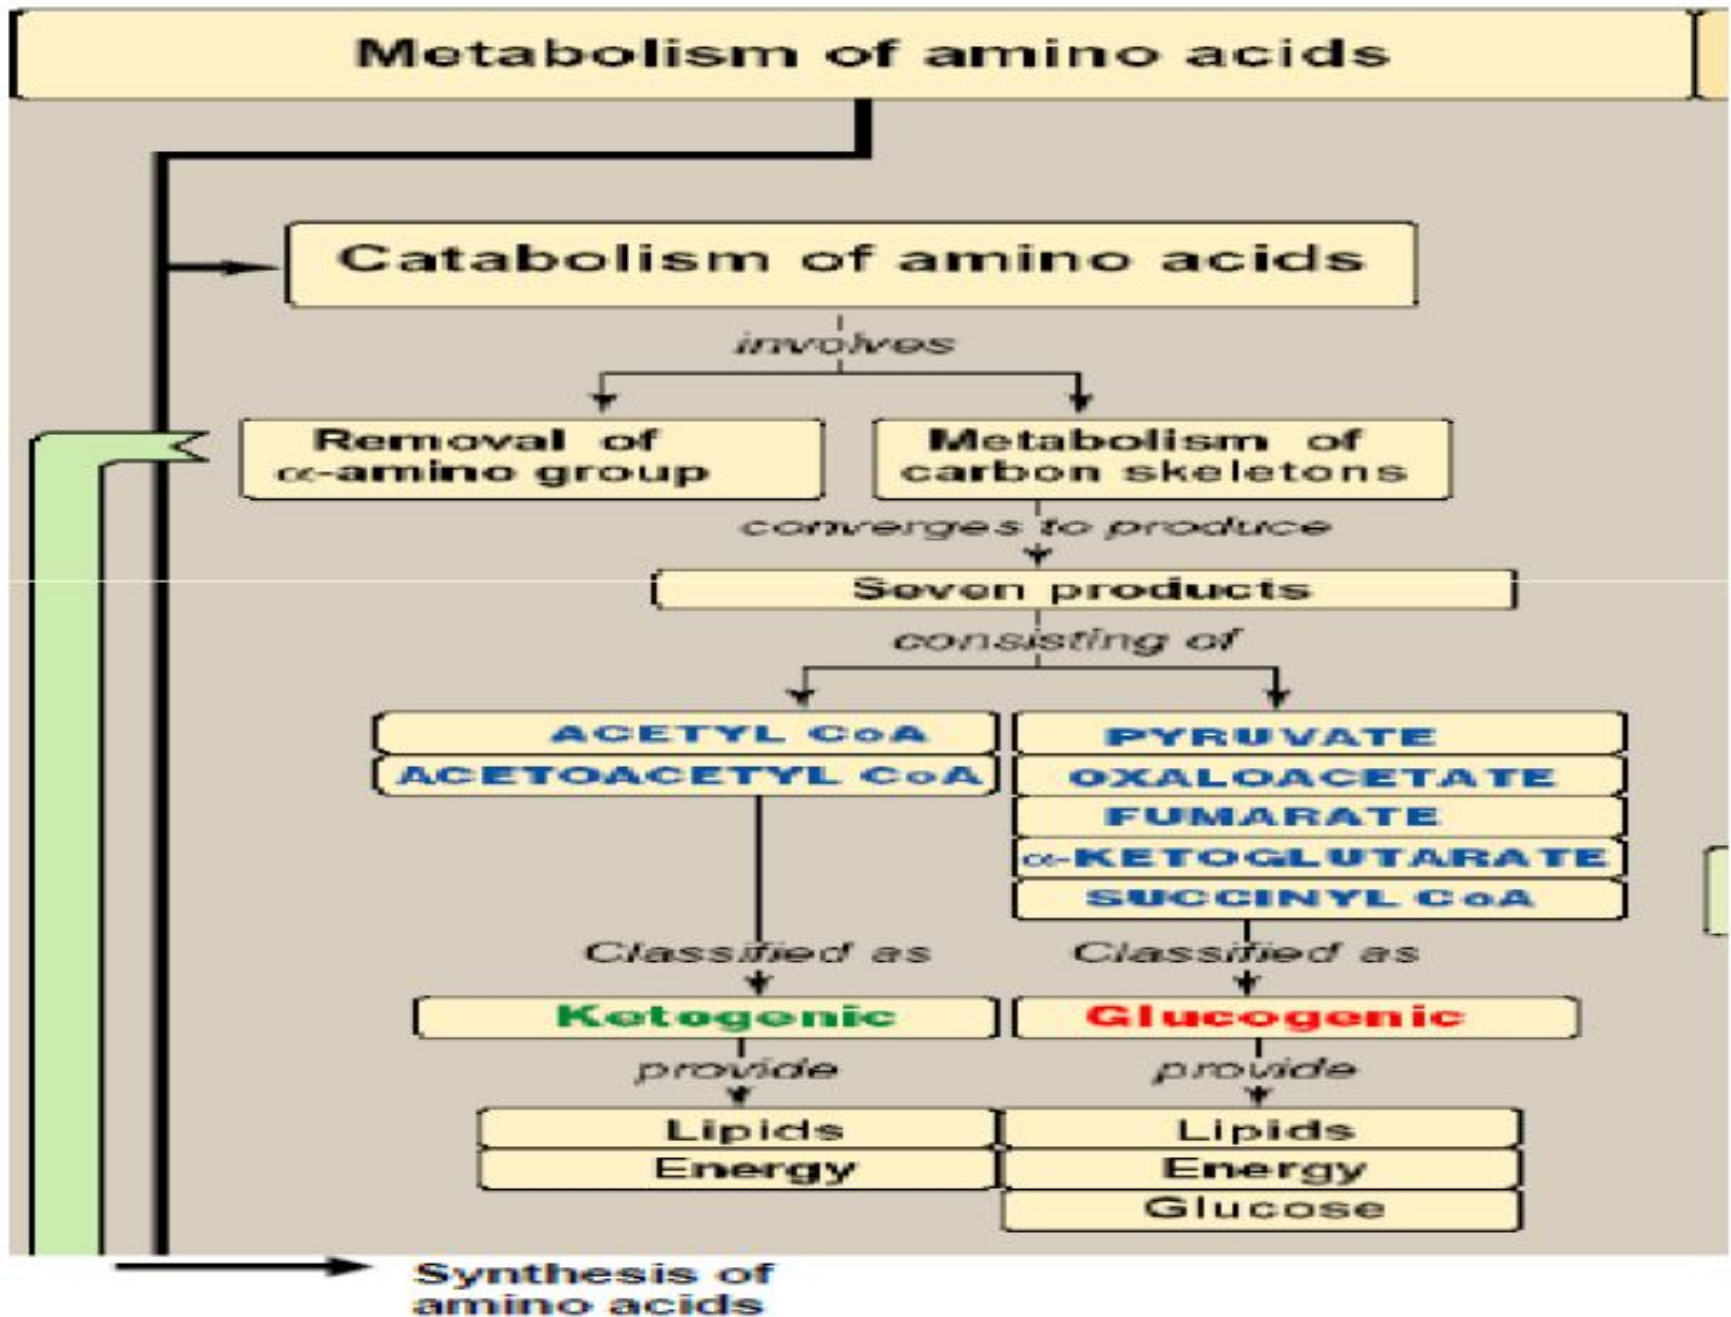 Metabolism of amino acids
Catabolism of amino acids
involves
Removal of
α-amino group
Metabolism of
carbon skeletons
converges to produce
Seven products
consisting of
ACETYL CoA
ACETOACETYL CoA
PYRUVATE
OXALOACETATE
FUMARATE
α-KETOGLUTARATE
SUCCINYL CoA
Classified as
Classified as
Ketogenic
Glucogenic
provide
provide
Lipids
Energy
Lipids
Energy
Glucose
Synthesis of
amino acids